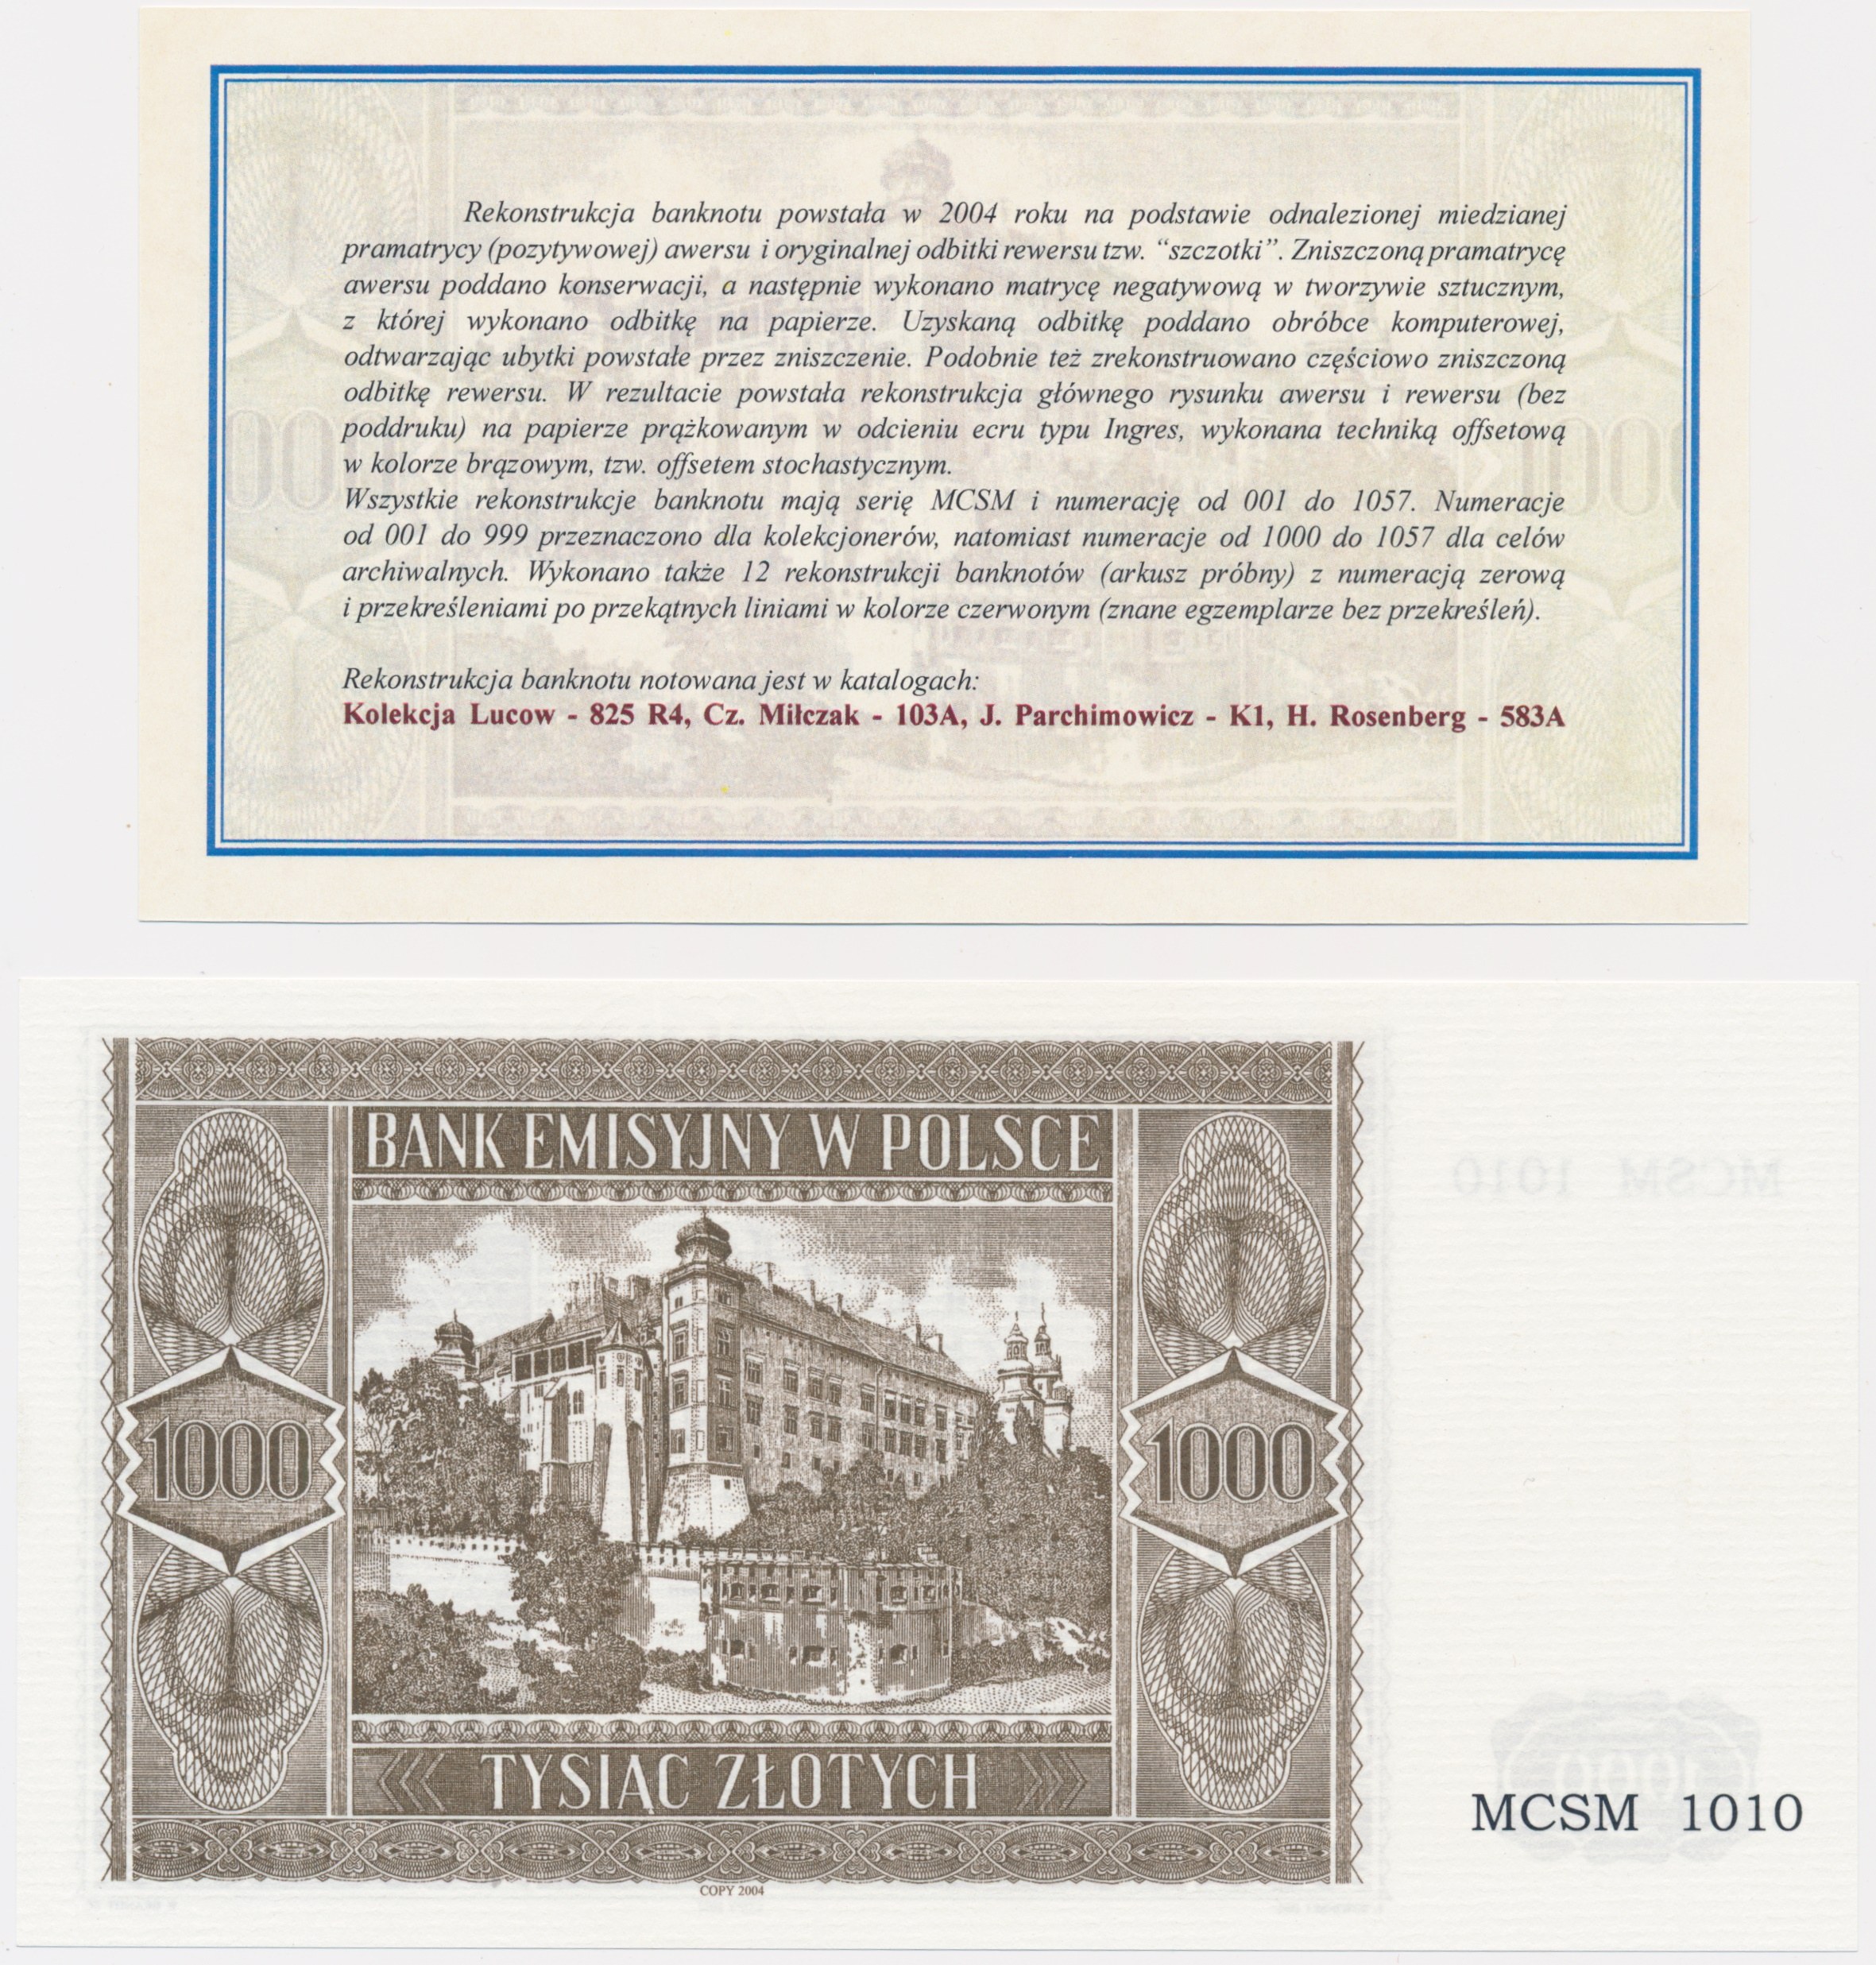 Rekonstrukcja banknotu powstała w 2004 roku na podstawie odnalezionej miedzianej
pramatrycy (pozytywowej) awersu i oryginalnej odbitki rewersu tzw. “szczotki”. Zniszczoną pramatrycę
awersu poddano konserwacji, a następnie wykonano matrycę negatywową w tworzywie sztucznym,
z której wykonano odbitkę na papierze. Uzyskaną odbitkę poddano obróbce komputerowej,
odtwarzając ubytki powstałe przez zniszczenie. Podobnie też zrekonstruowano częściowo zniszczoną
odbitkę rewersu. W rezultacie powstała rekonstrukcja głównego rysunku awersu i rewersu (bez
poddruku) na papierze prążkowanym w odcieniu ecru typu Ingres, wykonana techniką offsetową
w kolorze brązowym, tzw. offsetem stochastycznym.
Wszystkie rekonstrukcje banknotu mają serię MCSM i numerację od 001 do 1057. Numeracje
od 001 do 999 przeznaczono dla kolekcjonerów, natomiast numeracje od 1000 do 1057 dla celów
archiwalnych. Wykonano także 12 rekonstrukcji banknotów (arkusz próbny) z numeracją zerową
i przekreśleniami po przekątnych liniami w kolorze czerwonym (znane egzemplarze bez przekreśleń).
Rekonstrukcja banknotu notowana jest w katalogach:
Kolekcja Lucow - 825 R4, Cz. Miłczak - 103A, J. Parchimowicz - K1, H. Rosenberg - 583A
BANK EMISYJNY W POLSCE
1000
1000
TYSIĄC ZŁOTYCH
MCSM 1010
COPY 2004